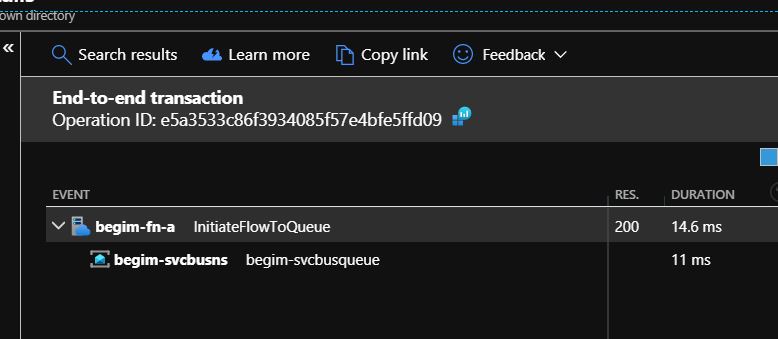 own directory
«
Search results Learn more Copy link Feedback
End-to-end transaction
Operation ID: e5a3533c86f3934085f57e4bfe5ffd09
EVENT RES. DURATION
begim-fn-a InitiateFlowToQueue 200 14.6 ms
begim-svcbusns begim-svcbusqueue 11 ms